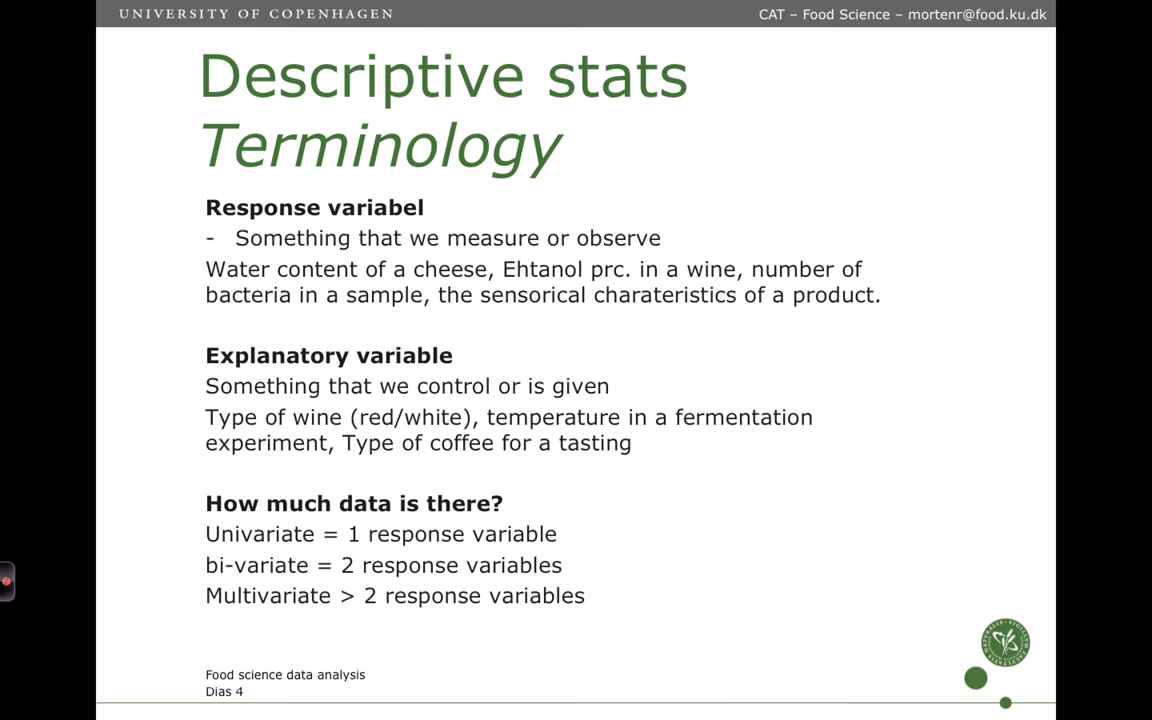 UNIVERSITY OF COPENHAGEN
CAT – Food Science – mortenr@food.ku.dk
Descriptive stats
Terminology
Response variabel
- Something that we measure or observe
Water content of a cheese, Ehtanol prc. in a wine, number of
bacteria in a sample, the sensorical charateristics of a product.
Explanatory variable
Something that we control or is given
Type of wine (red/white), temperature in a fermentation
experiment, Type of coffee for a tasting
How much data is there?
Univariate = 1 response variable
bi-variate = 2 response variables
Multivariate > 2 response variables
Food science data analysis
Dias 4